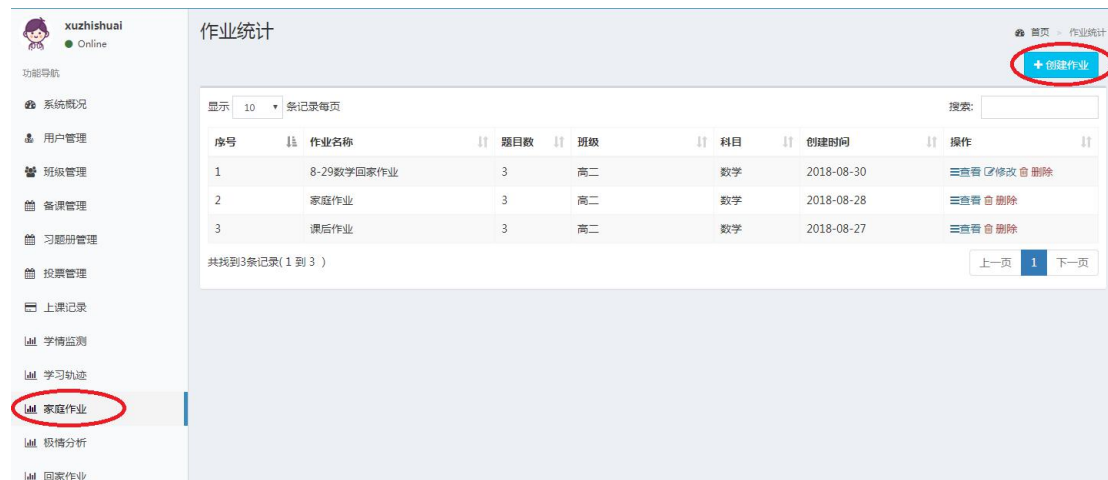 xuzhishuai
Online
功能导航
系统概况
用户管理
班级管理
备课管理
习题册管理
投票管理
上课记录
学情监测
学习轨迹
家庭作业
极情分析
回家作业
作业统计
首页 > 作业统计
创建作业
显示 10 条记录每页 搜索:
序号 作业名称 题目数 班级 科目 创建时间 操作
1 8-29数学回家作业 3 高二 数学 2018-08-30 查看 修改 删除
2 家庭作业 3 高二 数学 2018-08-28 查看 删除
3 课后作业 3 高二 数学 2018-08-27 查看 删除
共找到3条记录( 1 到 3 ) 上一页 1 下一页